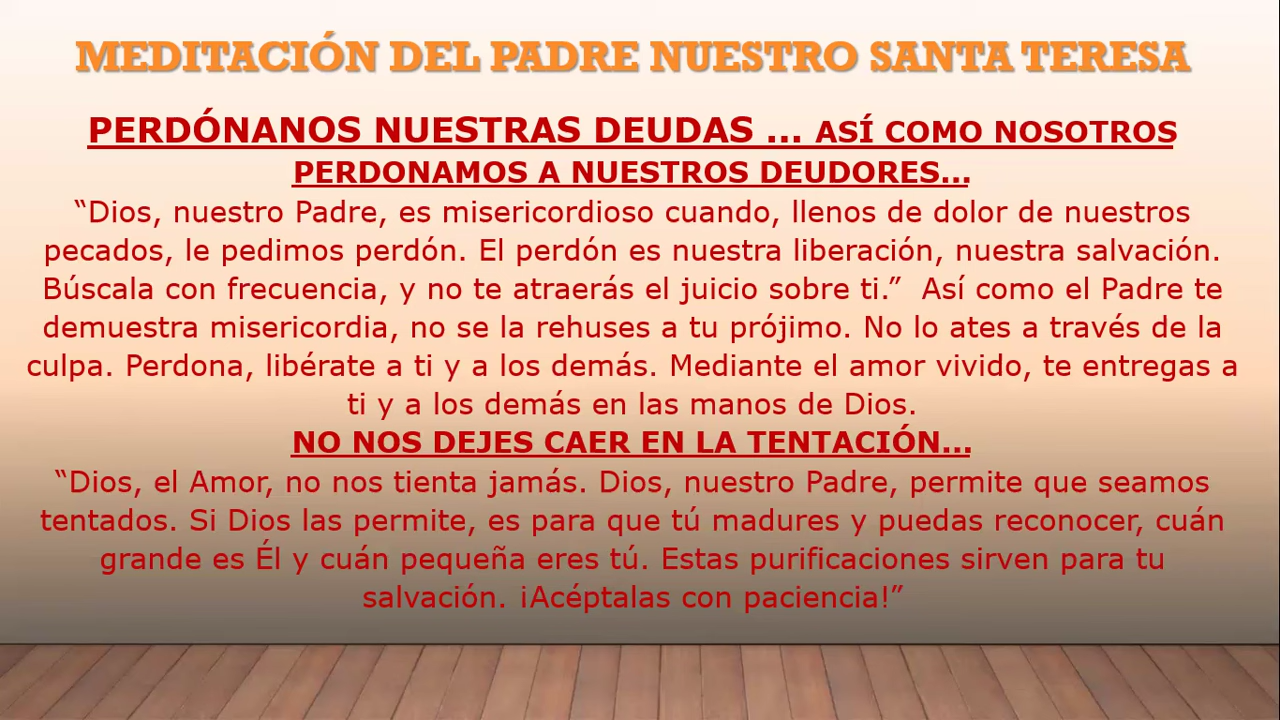 MEDITACIÓN DEL PADRE NUESTRO SANTA TERESA
PERDÓNANOS NUESTRAS DEUDAS ... ASÍ COMO NOSOTROS
PERDONAMOS A NUESTROS DEUDORES...
“Dios, nuestro Padre, es misericordioso cuando, llenos de dolor de nuestros
pecados, le pedimos perdón. El perdón es nuestra liberación, nuestra salvación.
Búscala con frecuencia, y no te atraerás el juicio sobre ti.” Así como el Padre te
demuestra misericordia, no se la rehuses a tu prójimo. No lo ates a través de la
culpa. Perdona, libérate a ti y a los demás. Mediante el amor vivido, te entregas a
ti y a los demás en las manos de Dios.
NO NOS DEJES CAER EN LA TENTACIÓN...
“Dios, el Amor, no nos tienta jamás. Dios, nuestro Padre, permite que seamos
tentados. Si Dios las permite, es para que tú madures y puedas reconocer, cuán
grande es Él y cuán pequeña eres tú. Estas purificaciones sirven para tu
salvación. ¡Acéptalas con paciencia!”